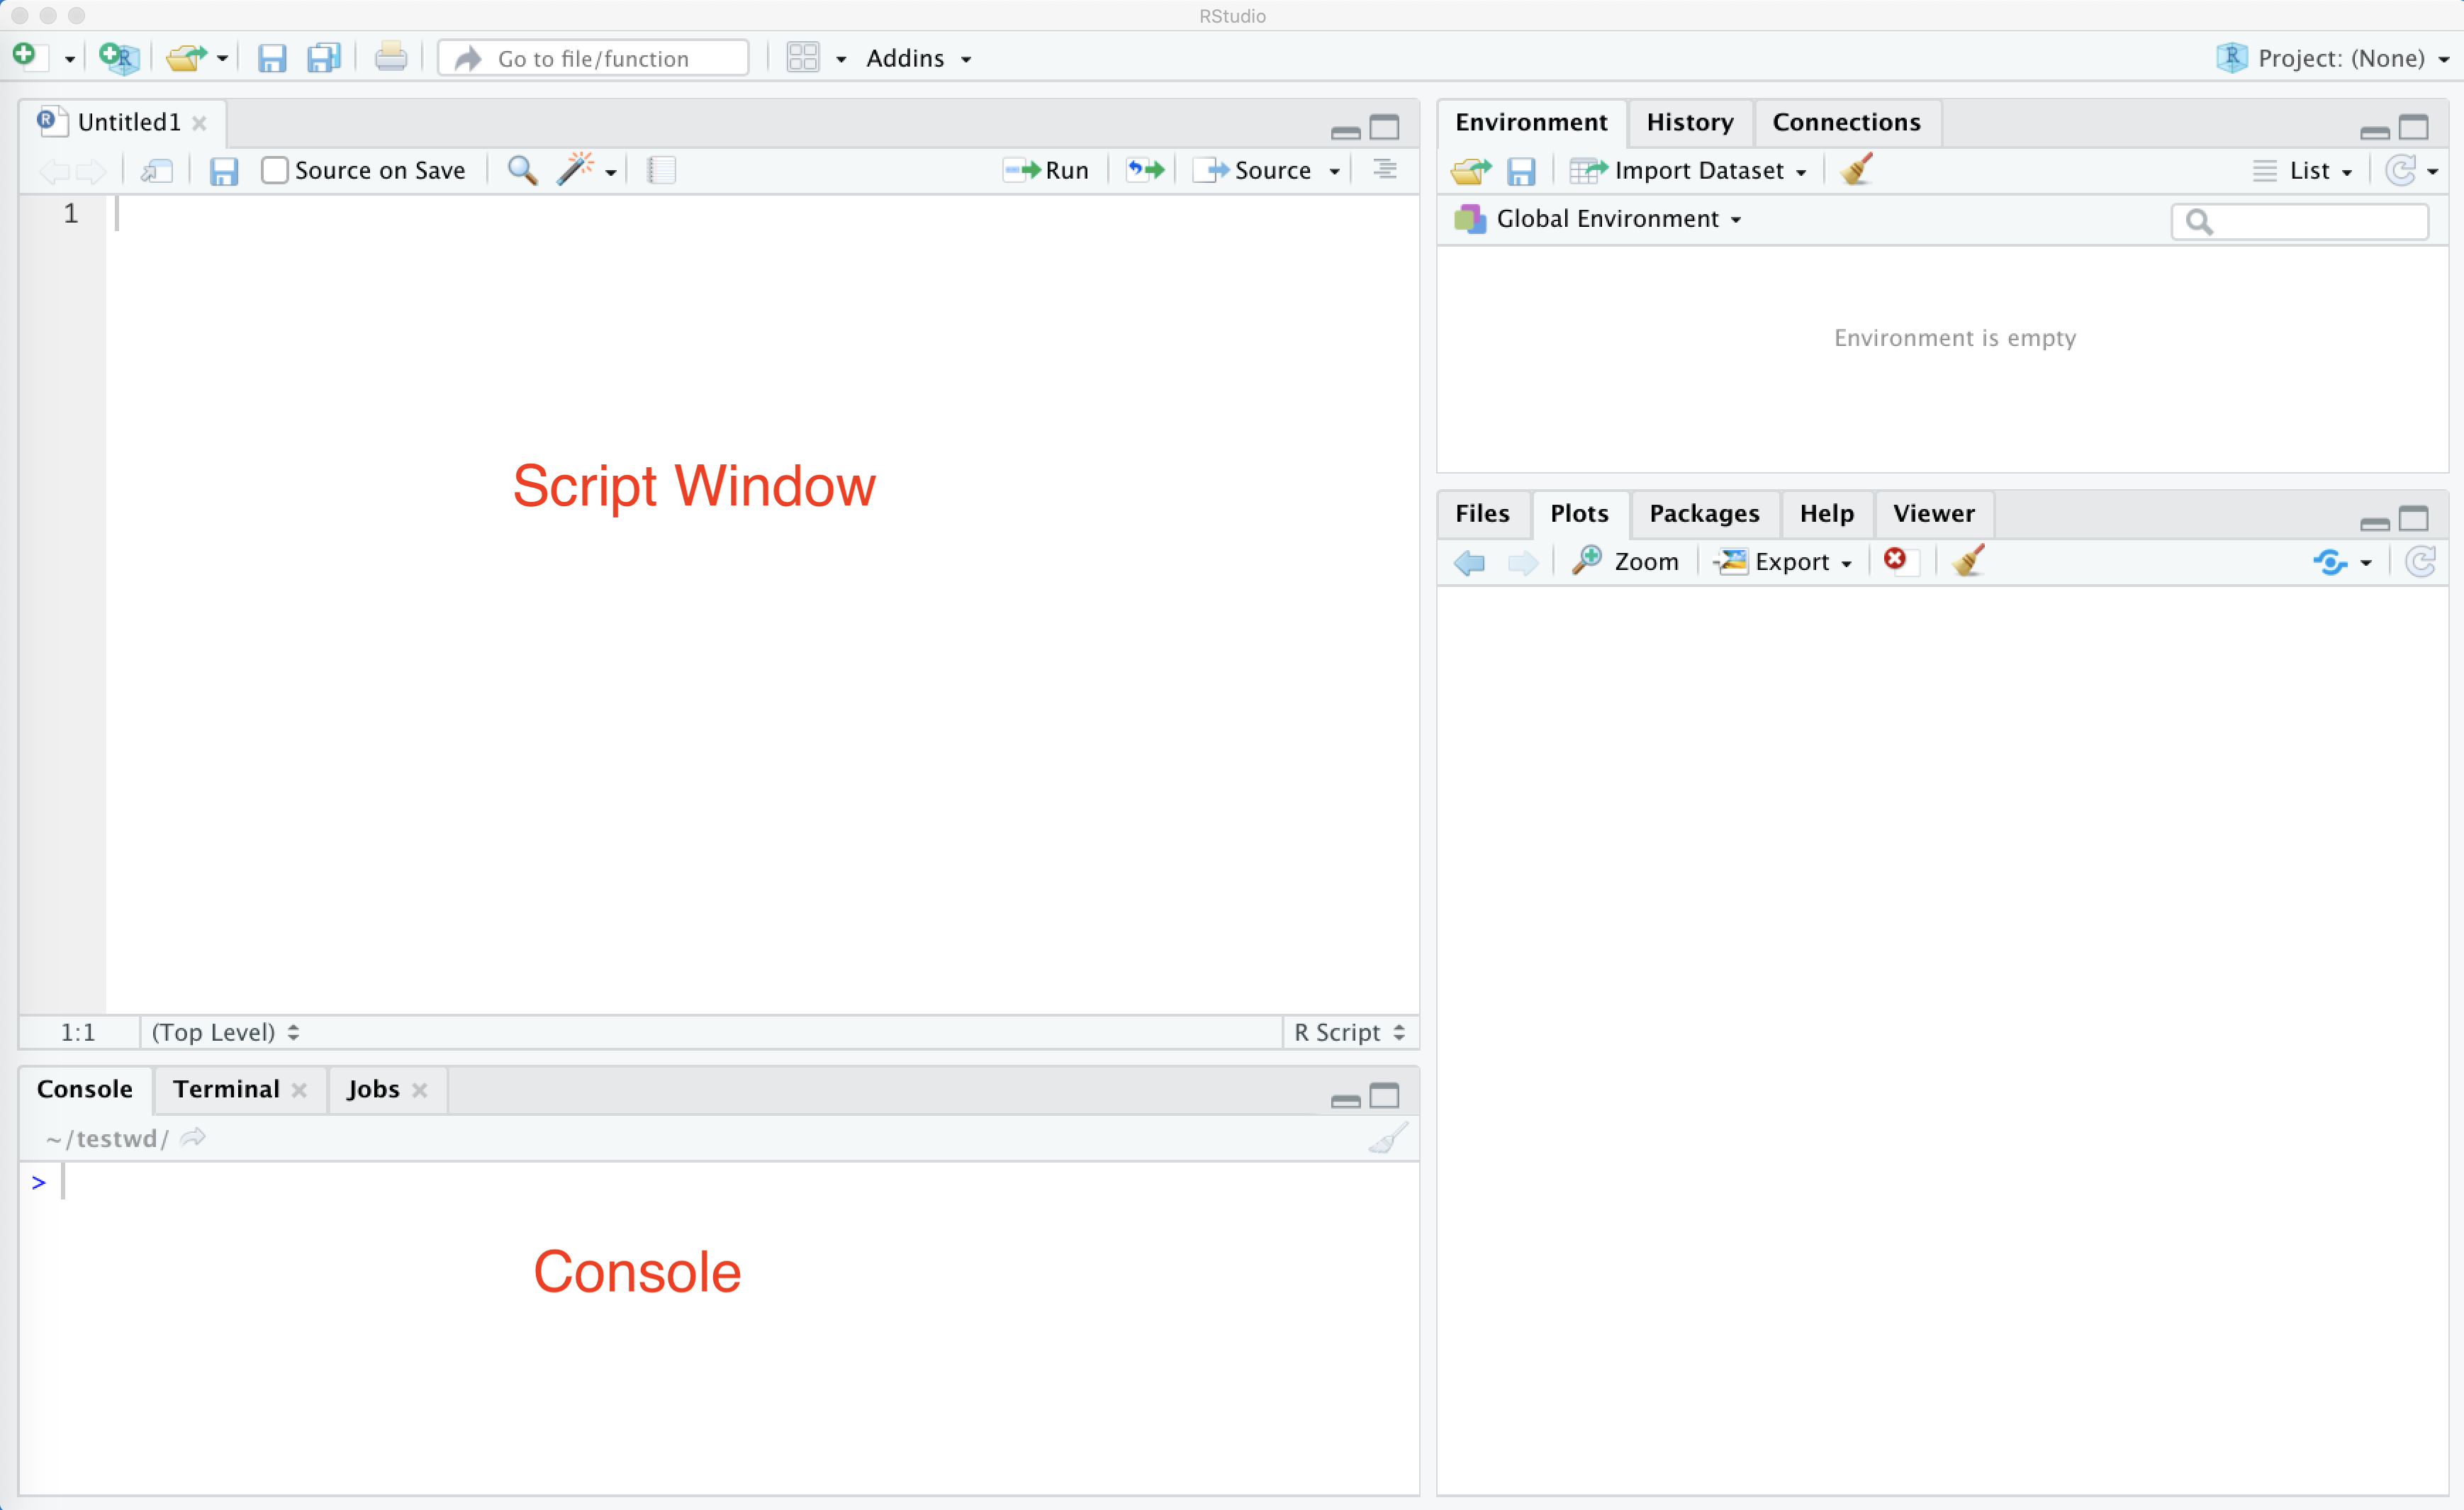 RStudio
Go to file/function
Addins
Project: (None)
Untitled1
Source on Save
Run
Source
1
Script Window
1:1
(Top Level)
R Script
Console
Terminal
Jobs
~/testwd/
>
Console
Environment
History
Connections
Import Dataset
List
Global Environment
Environment is empty
Files
Plots
Packages
Help
Viewer
Zoom
Export